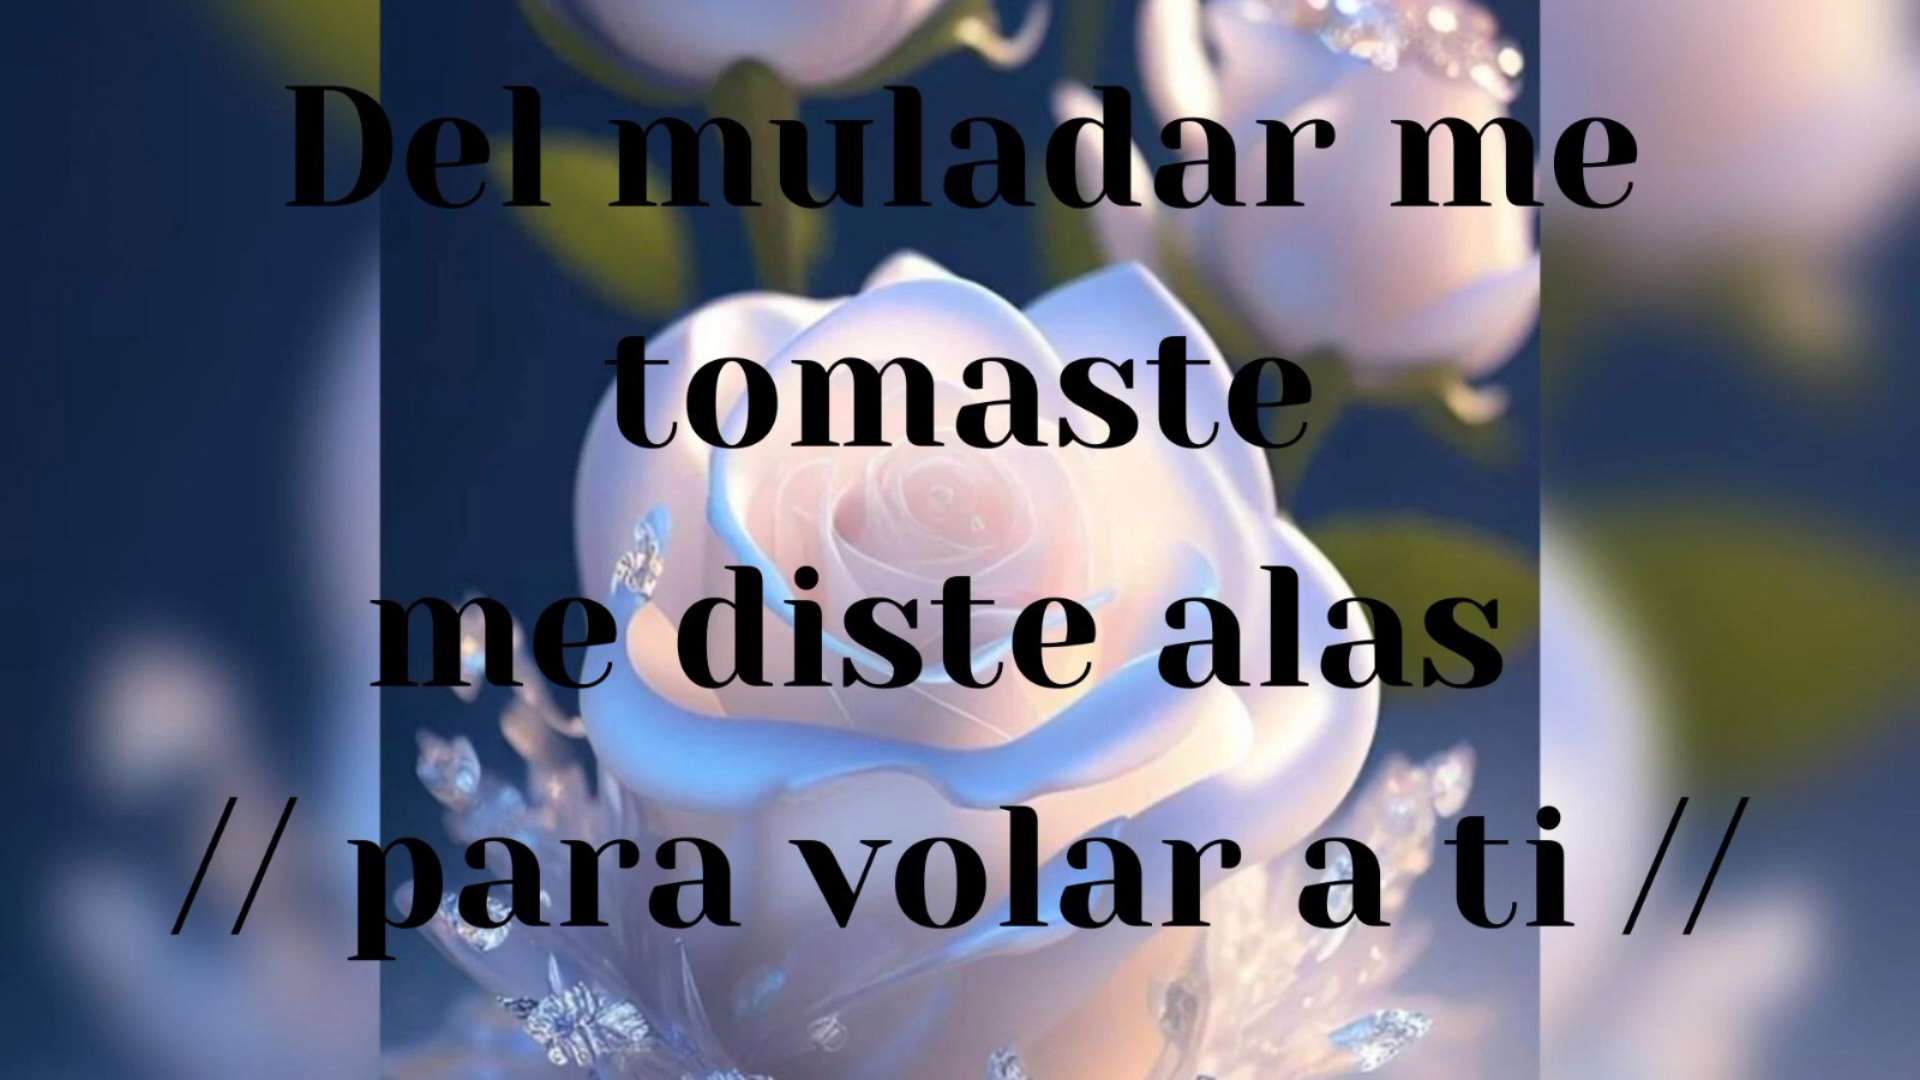 Del muladar me
tomaste
me diste alas
// para volar a ti //